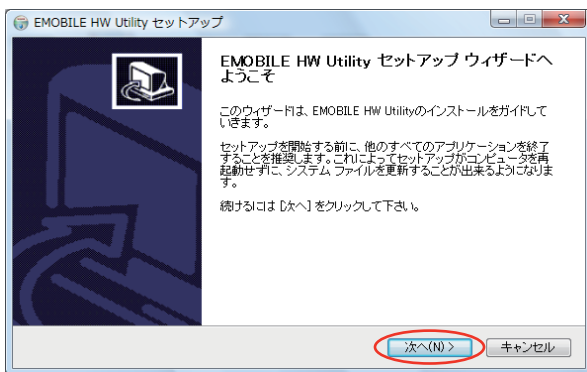 EMOBILE HW Utility セットアップ
EMOBILE HW Utility セットアップ ウィザードへ
ようこそ
このウィザードは、EMOBILE HW Utilityのインストールをガイドして
いきます。
セットアップを開始する前に、他のすべてのアプリケーションを終了
することを推奨します。これによってセットアップがコンピュータを再
起動せずに、システム ファイルを更新することが出来るようになりま
す。
続けるには [次へ] をクリックして下さい。
次へ(N) >
キャンセル